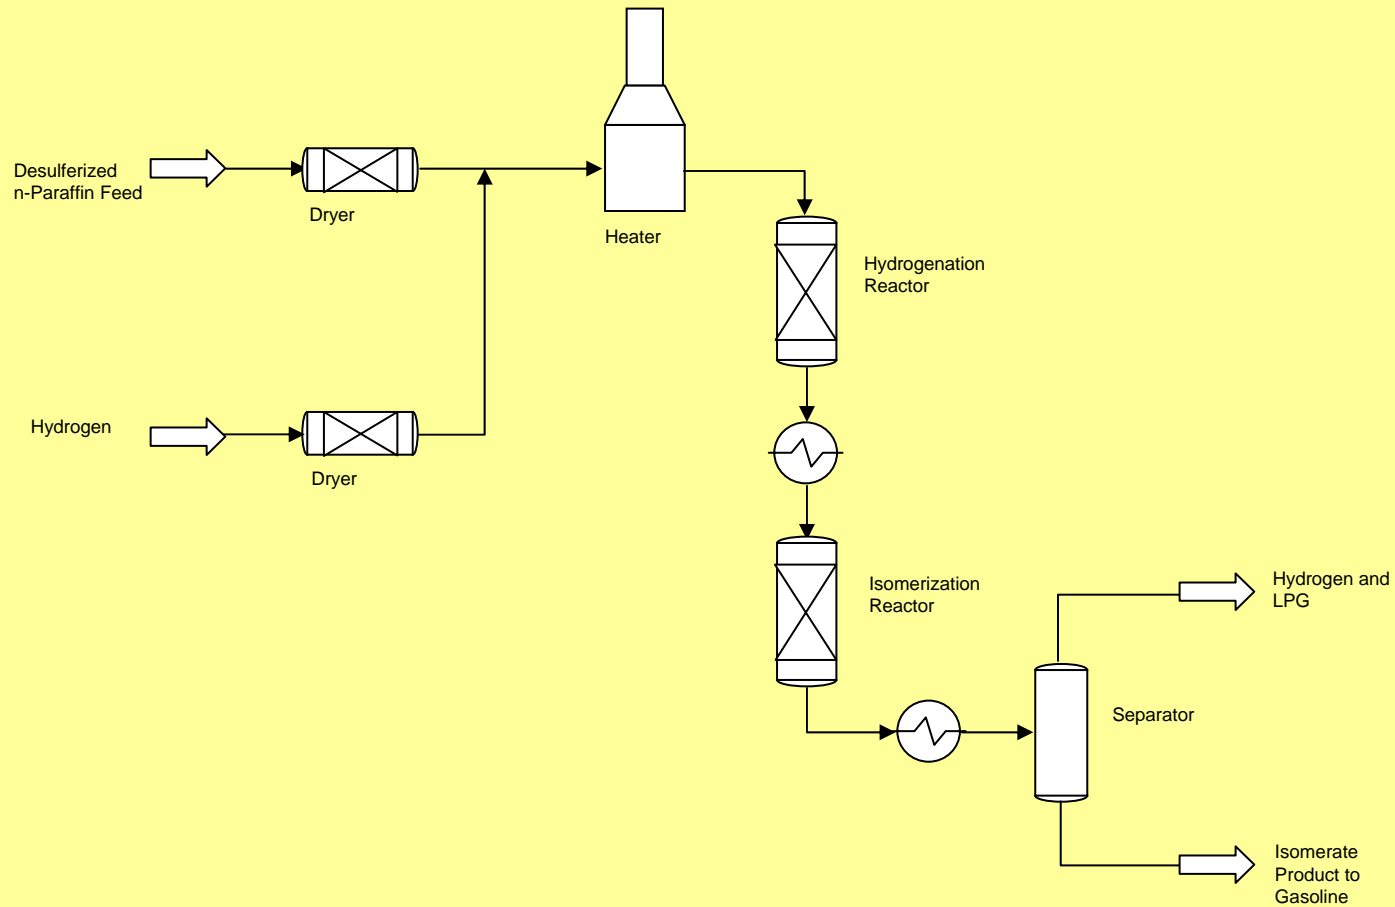 Desulferized
n-Paraffin Feed
Dryer
Heater
Hydrogenation
Reactor
Hydrogen
Dryer
Isomerization
Reactor
Hydrogen and
LPG
Separator
Isomerate
Product to
Gasoline